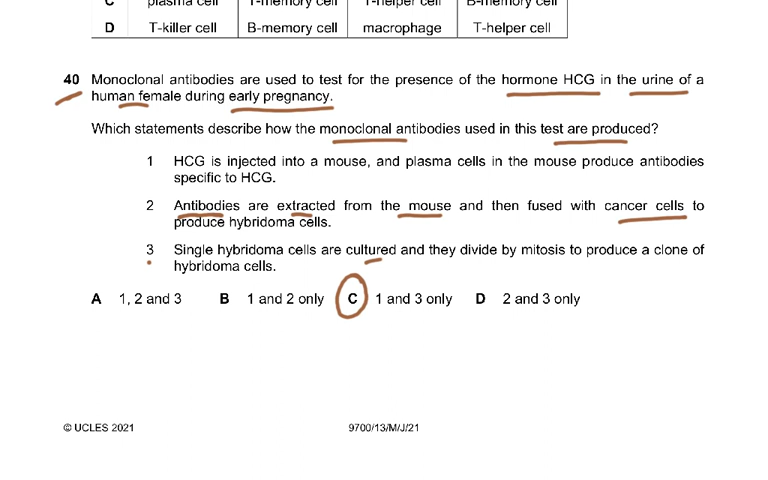 C plasma cell T-memory cell T-helper cell B-memory cell
D T-killer cell B-memory cell macrophage T-helper cell
40 Monoclonal antibodies are used to test for the presence of the hormone HCG in the urine of a
human female during early pregnancy.
Which statements describe how the monoclonal antibodies used in this test are produced?
1 HCG is injected into a mouse, and plasma cells in the mouse produce antibodies
specific to HCG.
2 Antibodies are extracted from the mouse and then fused with cancer cells to
produce hybridoma cells.
3 Single hybridoma cells are cultured and they divide by mitosis to produce a clone of
hybridoma cells.
A 1, 2 and 3 B 1 and 2 only C 1 and 3 only D 2 and 3 only
© UCLES 2021 9700/13/M/J/21